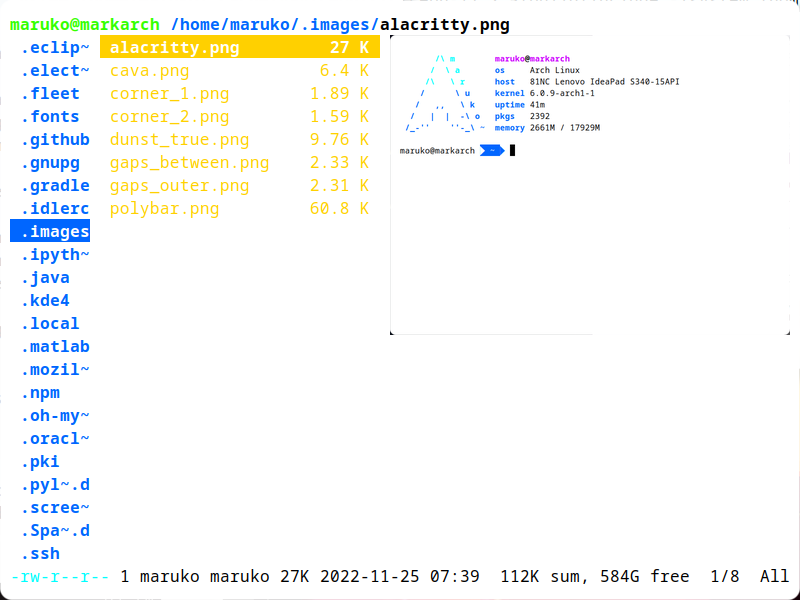 maruko@markarch /home/maruko/.images/alacritty.png
.eclip~ alacritty.png 27 K
.elect~ cava.png 6.4 K
.fleet corner_1.png 1.89 K
.fonts corner_2.png 1.59 K
.github dunst_true.png 9.76 K
.gnupg gaps_between.png 2.33 K
.gradle gaps_outer.png 2.31 K
.idlerc polybar.png 60.8 K
.images
.ipyth~
.java
.kde4
.local
.matlab
.mozil~
.npm
.oh-my~
.oracl~
.pki
.pyl~.d
.scree~
.Spa~.d
.ssh
/\ m maruko@markarch
/ \ a os Arch Linux
/ \ r host 81NC Lenovo IdeaPad S340-15API
/ \ u kernel 6.0.9-arch1-1
/ ,, \ k uptime 41m
/ | | -\ o pkgs 2392
/_-'' ''-_\ ~ memory 2661M / 17929M
maruko@markarch ~
-rw-r--r-- 1 maruko maruko 27K 2022-11-25 07:39 112K sum, 584G free 1/8 All